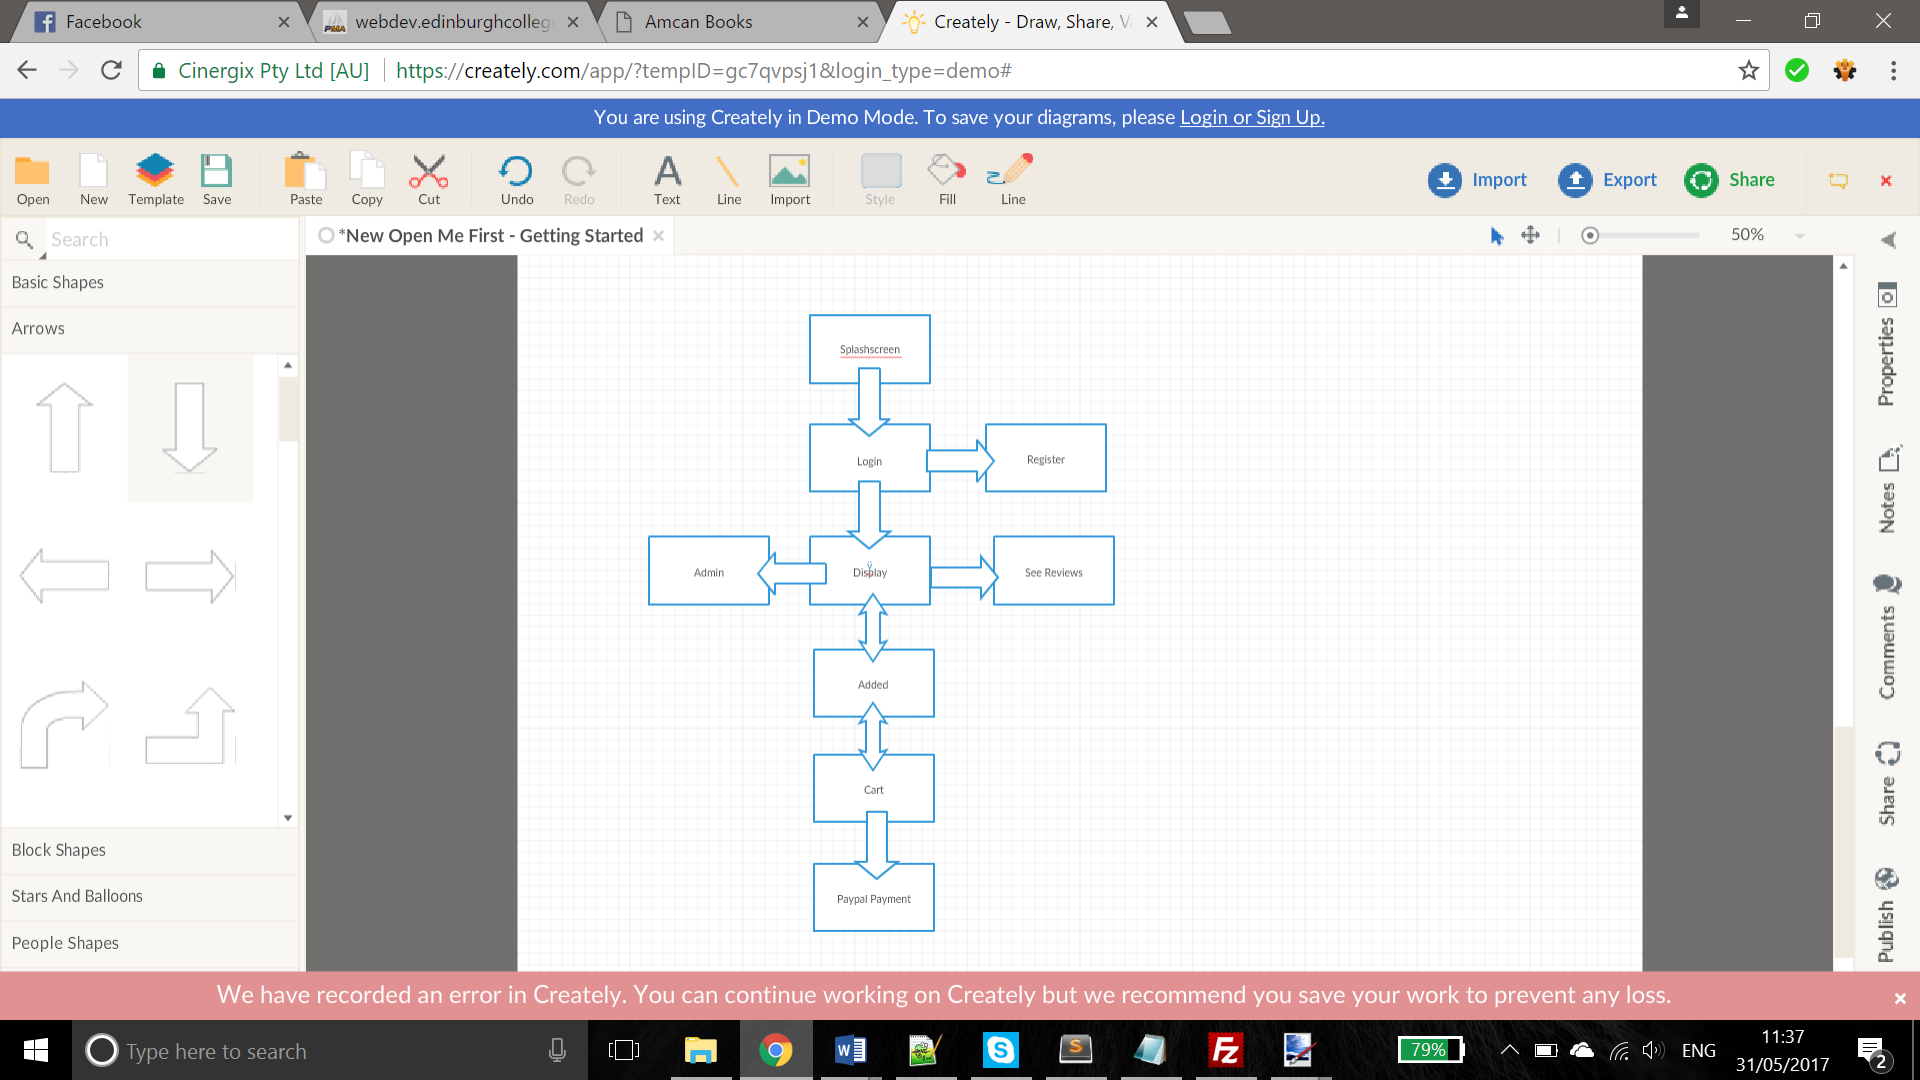 Facebook
webdev.edinburghcolleg
Amcan Books
Creately - Draw, Share, V
Cinergix Pty Ltd [AU]
https://creately.com/app/?tempID=gc7qvpsj1&login_type=demo#
You are using Creately in Demo Mode. To save your diagrams, please Login or Sign Up.
Open
New
Template
Save
Paste
Copy
Cut
Undo
Redo
Text
Line
Import
Style
Fill
Line
Import
Export
Share
Search
*New Open Me First - Getting Started
50%
Basic Shapes
Arrows
Block Shapes
Stars And Balloons
People Shapes
Splashscreen
Login
Register
Admin
Display
See Reviews
Added
Cart
Paypal Payment
Properties
Notes
Comments
Share
Publish
We have recorded an error in Creately. You can continue working on Creately but we recommend you save your work to prevent any loss.
Type here to search
79%
ENG
11:37
31/05/2017
2